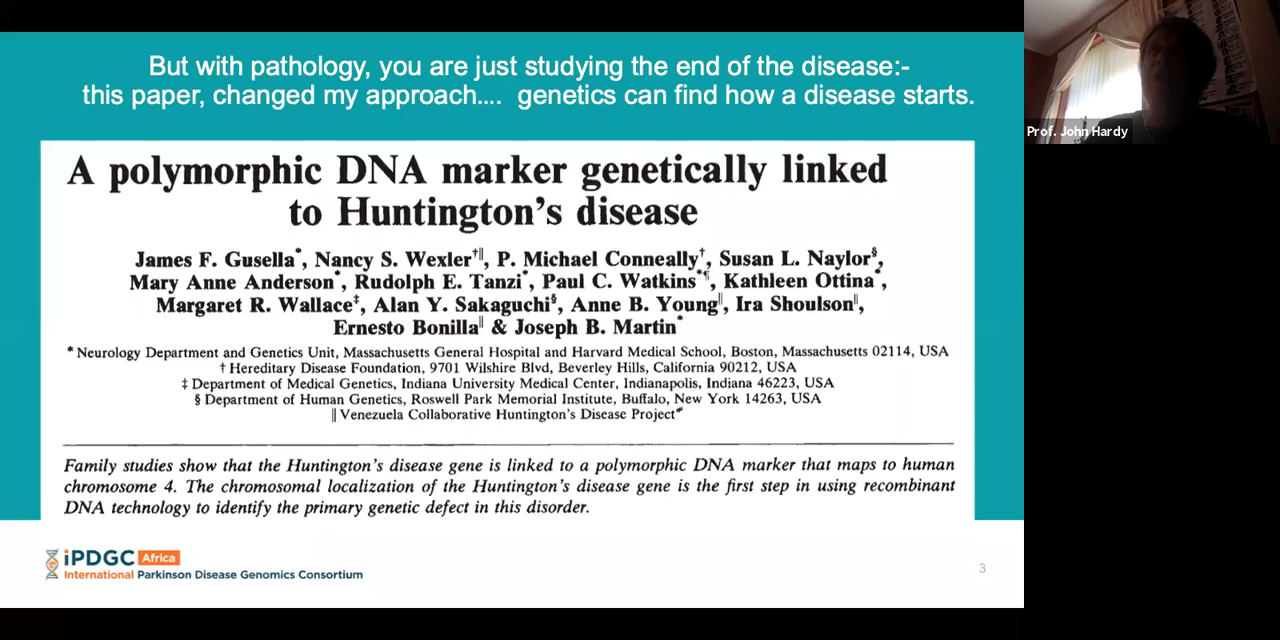 But with pathology, you are just studying the end of the disease:-
this paper, changed my approach.... genetics can find how a disease starts.
Prof. John Hardy
A polymorphic DNA marker genetically linked
to Huntington's disease
James F. Gusella*, Nancy S. Wexler†‖, P. Michael Conneally†, Susan L. Naylor§,
Mary Anne Anderson*, Rudolph E. Tanzi*, Paul C. Watkins*¶, Kathleen Ottina*,
Margaret R. Wallace‡, Alan Y. Sakaguchi§, Anne B. Young‖, Ira Shoulson‖,
Ernesto Bonilla‖ & Joseph B. Martin*
* Neurology Department and Genetics Unit, Massachusetts General Hospital and Harvard Medical School, Boston, Massachusetts 02114, USA
† Hereditary Disease Foundation, 9701 Wilshire Blvd, Beverley Hills, California 90212, USA
‡ Department of Medical Genetics, Indiana University Medical Center, Indianapolis, Indiana 46223, USA
§ Department of Human Genetics, Roswell Park Memorial Institute, Buffalo, New York 14263, USA
‖ Venezuela Collaborative Huntington's Disease Project#
Family studies show that the Huntington's disease gene is linked to a polymorphic DNA marker that maps to human
chromosome 4. The chromosomal localization of the Huntington's disease gene is the first step in using recombinant
DNA technology to identify the primary genetic defect in this disorder.
iPDGC Africa
International Parkinson Disease Genomics Consortium
3